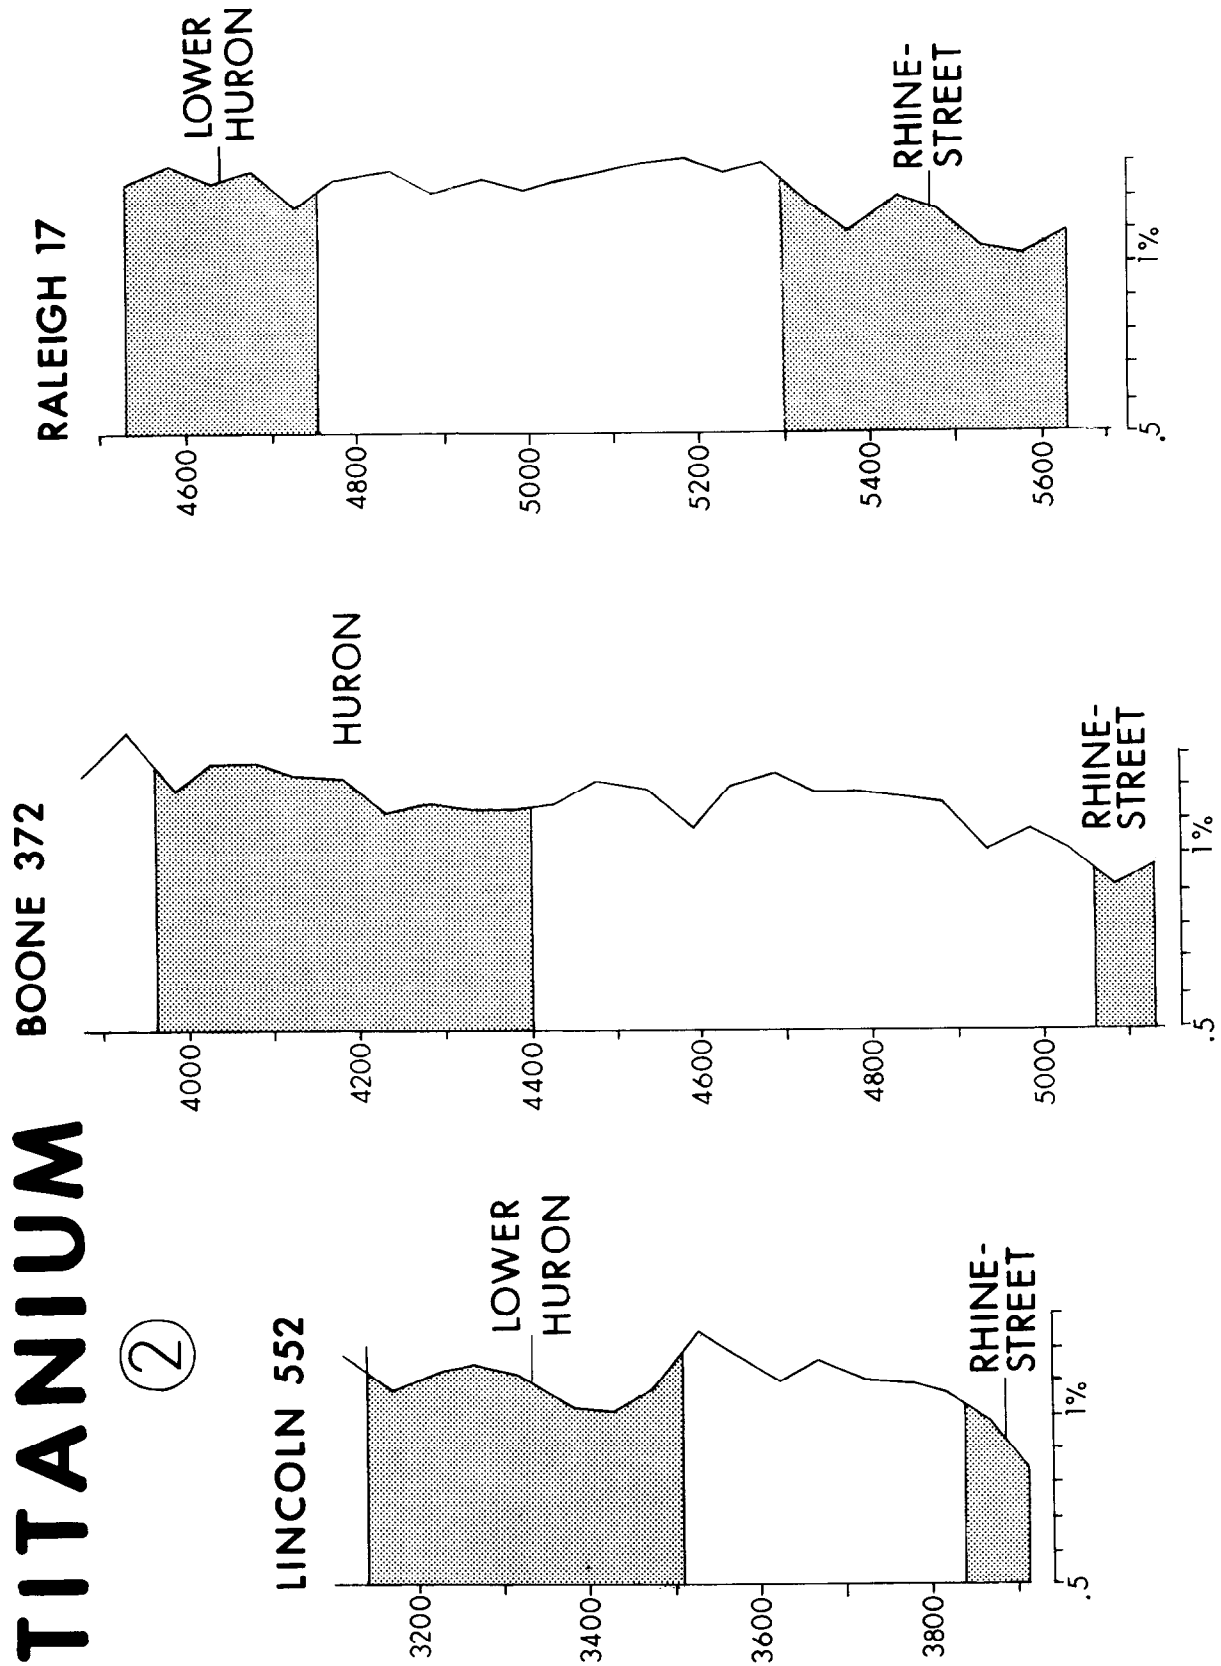 TITANIUM
2
LINCOLN 552
LOWER
HURON
RHINE-
STREET
3200
3400
3600
3800
.5
1%
BOONE 372
HURON
RHINE-
STREET
4000
4200
4400
4600
4800
5000
.5
1%
RALEIGH 17
LOWER
HURON
RHINE-
STREET
4600
4800
5000
5200
5400
5600
.5
1%